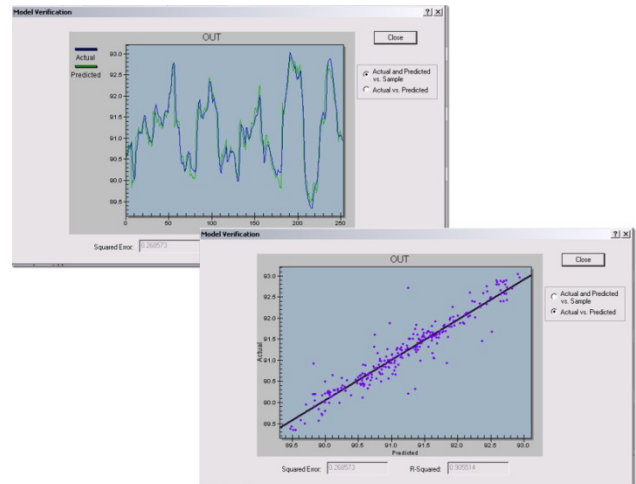 Model Verification
OUT
Close
Actual
Predicted
93.0
92.5
92.0
91.5
91.0
90.5
90.0
89.5
0 50 100 150 200 250
Actual and Predicted
vs. Sample
Actual vs. Predicted
Squared Error: 0.268573
Model Verification
OUT
Close
93.0
92.5
92.0
91.5
91.0
90.5
90.0
89.5
Actual
89.5 90.0 90.5 91.0 91.5 92.0 92.5 93.0
Predicted
Actual and Predicted
vs. Sample
Actual vs. Predicted
Squared Error: 0.268573 R-Squared: